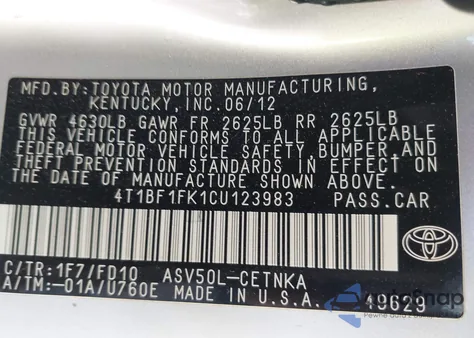 MFD.BY:TOYOTA MOTOR MANUFACTURING,
KENTUCKY,INC.06/12
GVWR 4630LB GAWR FR 2625LB RR 2625LB
THIS VEHICLE CONFORMS TO ALL APPLICABLE
FEDERAL MOTOR VEHICLE SAFETY, BUMPER, AND
THEFT PREVENTION STANDARDS IN EFFECT ON
THE DATE OF MANUFACTURE SHOWN ABOVE.
4T1BF1FK1CU123983 PASS.CAR
TOYOTA
C/TR:1F7/FD10 ASV50L-CETNKA
A/TM:-01A/U760E MADE IN U.S.A. 49629